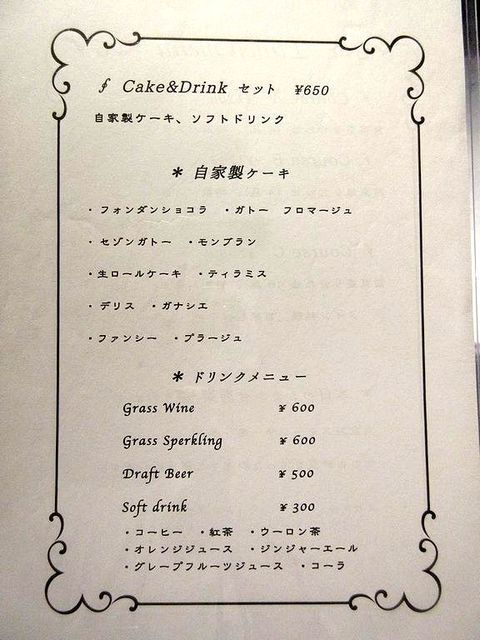 ∮ Cake&Drink セット ¥650
自家製ケーキ、ソフトドリンク
＊ 自家製ケーキ
・フォンダンショコラ ・ガトー フロマージュ
・セゾンガトー ・モンブラン
・生ロールケーキ ・ティラミス
・デリス ・ガナシエ
・ファンシー ・プラージュ
＊ ドリンクメニュー
Grass Wine ¥ 600
Grass Sperkling ¥ 600
Draft Beer ¥ 500
Soft drink ¥ 300
・コーヒー ・紅茶 ・ウーロン茶
・オレンジジュース ・ジンジャーエール
・グレープフルーツジュース ・コーラ